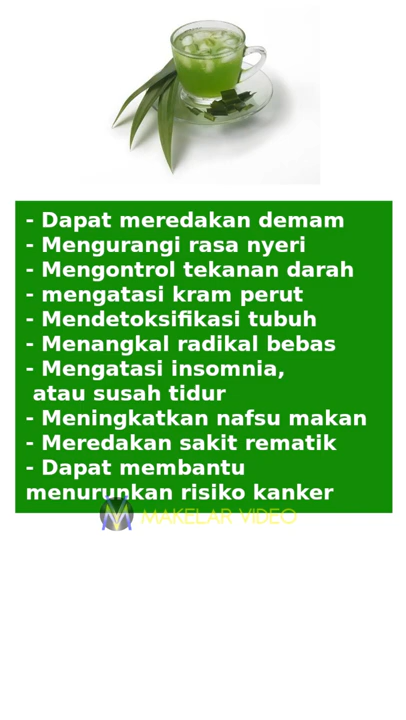 - Dapat meredakan demam
- Mengurangi rasa nyeri
- Mengontrol tekanan darah
- mengatasi kram perut
- Mendetoksifikasi tubuh
- Menangkal radikal bebas
- Mengatasi insomnia,
atau susah tidur
- Meningkatkan nafsu makan
- Meredakan sakit rematik
- Dapat membantu
menurunkan risiko kanker
MAKELAR VIDEO